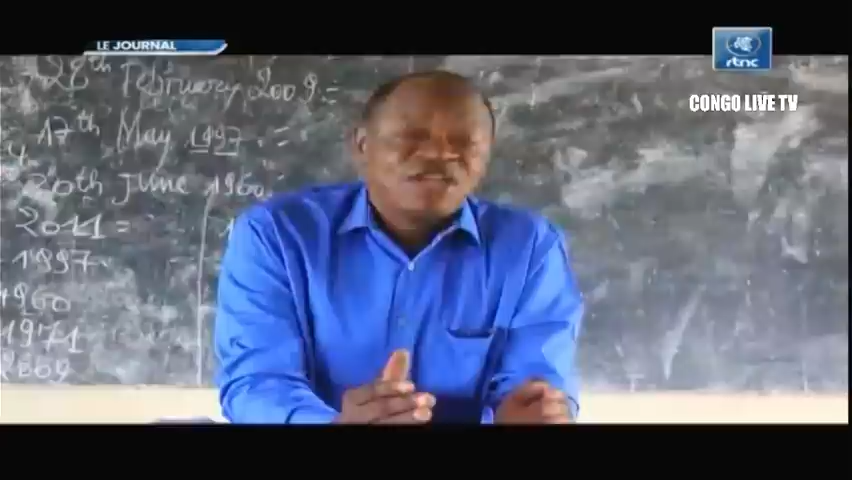 LE JOURNAL
rtnc
CONGO LIVE TV
28th February 2009 =
17th May 1997 =
20th June 1960
2011 =
1997
1960
1971
2009